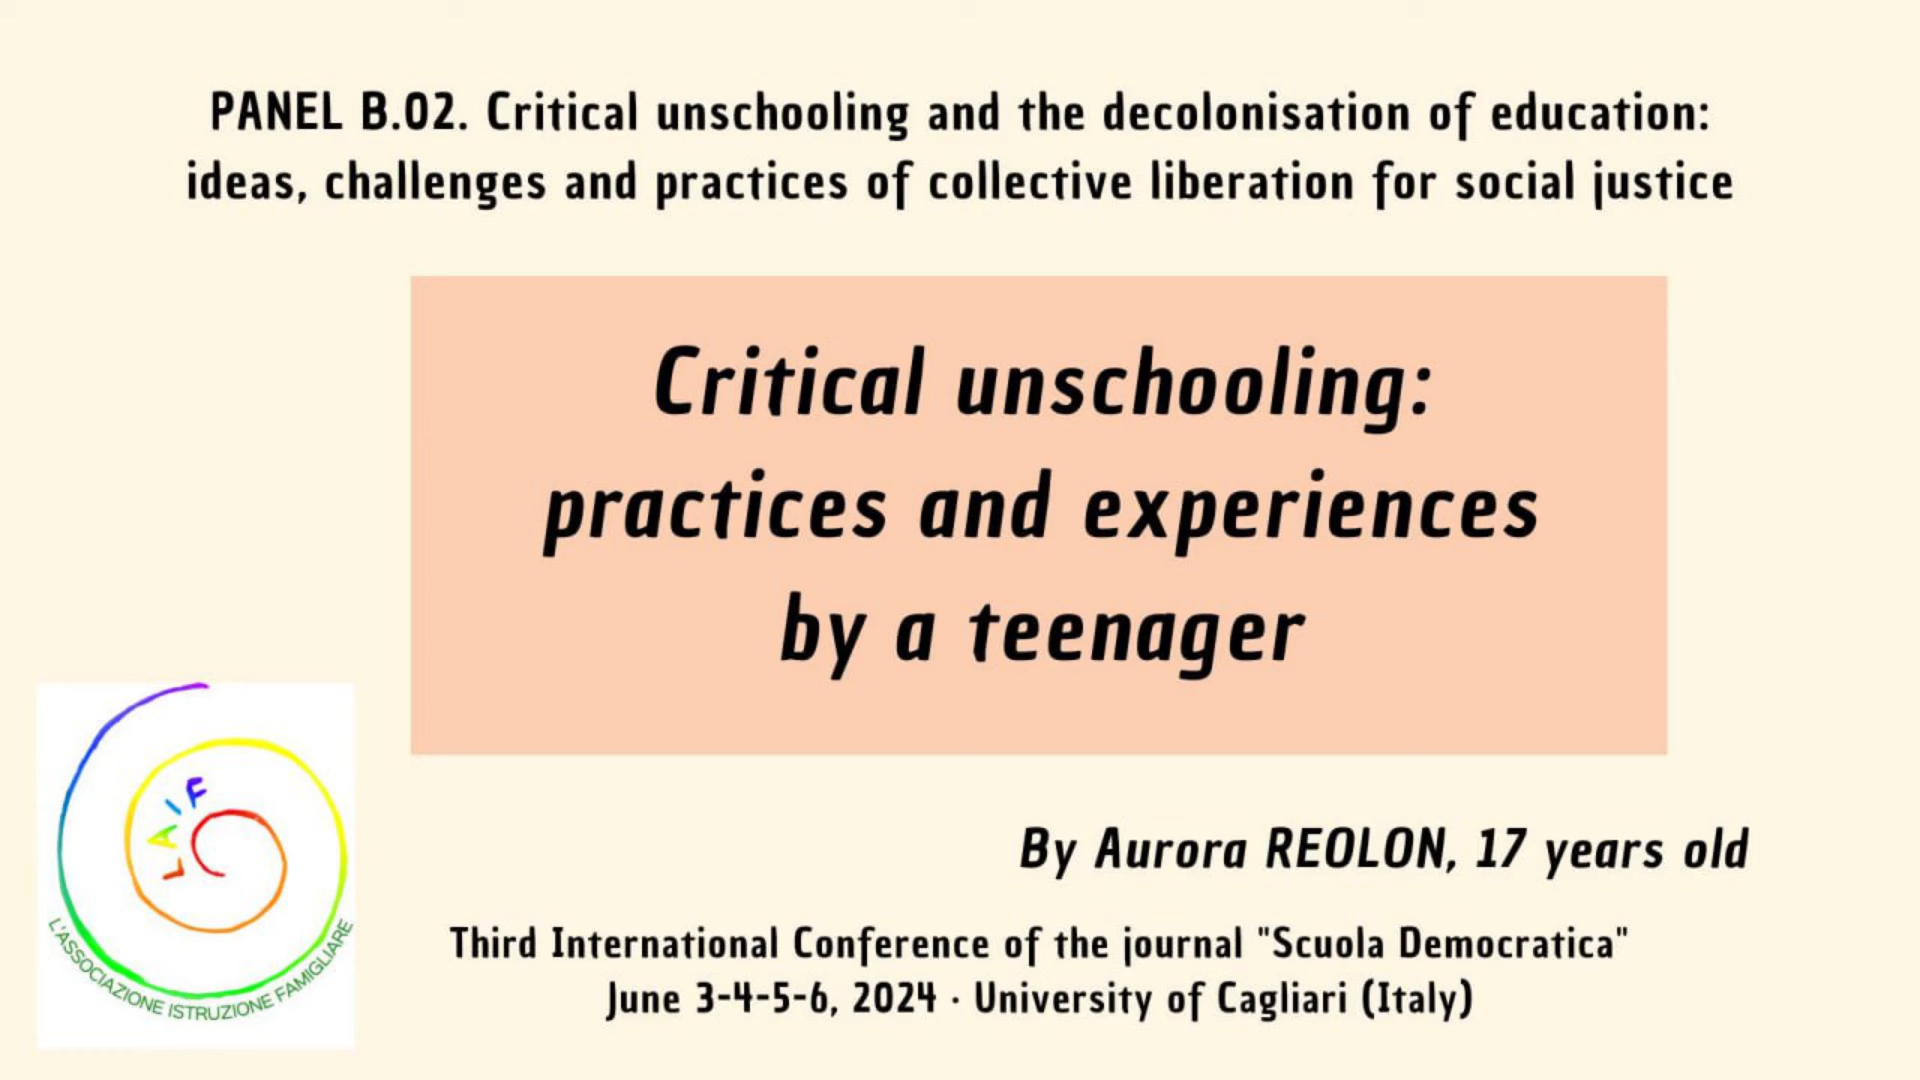 PANEL B.02. Critical unschooling and the decolonisation of education:
ideas, challenges and practices of collective liberation for social justice
Critical unschooling:
practices and experiences
by a teenager
LAIF
L'ASSOCIAZIONE ISTRUZIONE FAMIGLIARE
By Aurora REOLON, 17 years old
Third International Conference of the journal "Scuola Democratica"
June 3-4-5-6, 2024 · University of Cagliari (Italy)